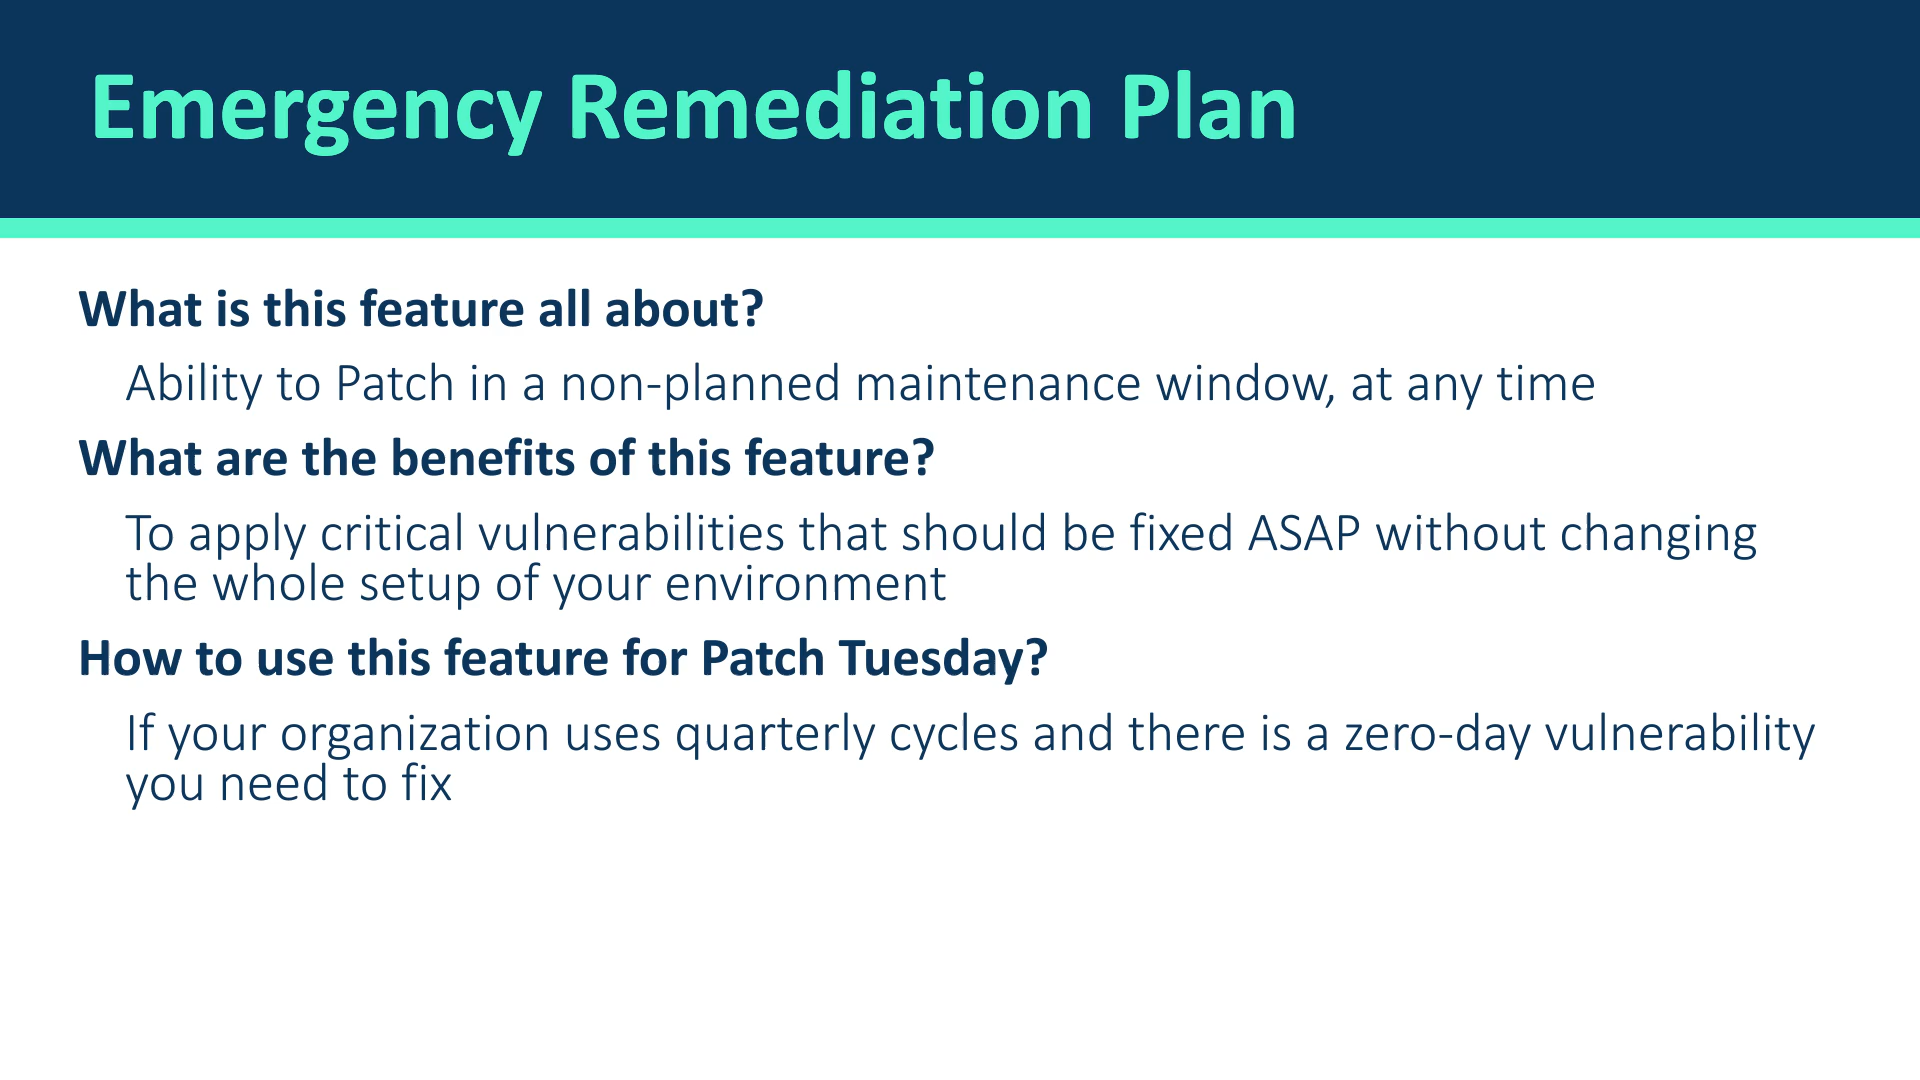 Emergency Remediation Plan
What is this feature all about?
Ability to Patch in a non-planned maintenance window, at any time
What are the benefits of this feature?
To apply critical vulnerabilities that should be fixed ASAP without changing
the whole setup of your environment
How to use this feature for Patch Tuesday?
If your organization uses quarterly cycles and there is a zero-day vulnerability
you need to fix